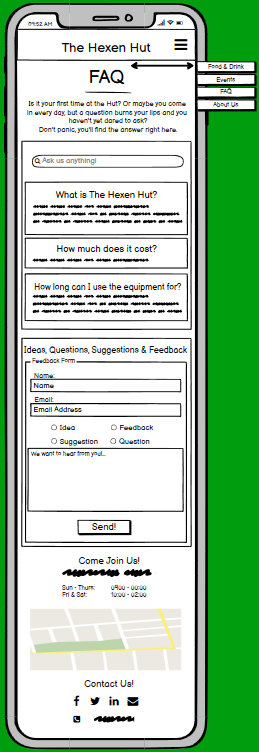 09:52 AM
The Hexen Hut
Food & Drink
Events
FAQ
About Us
FAQ
Is it your first time at the Hut? Or maybe you come
in every day, but a question burns your lips and you
haven't yet dared to ask?
Don't panic, you'll find the answer right here.
Ask us anything!
What is The Hexen Hut?
How much does it cost?
How long can I use the equipment for?
Ideas, Questions, Suggestions & Feedback
Feedback Form
Name:
Name
Email:
Email Address
Idea
Feedback
Suggestion
Question
We want to hear from you!...
Send!
Come Join Us!
Sun - Thurs: 09:00 - 00:00
Fri & Sat: 10:00 - 02:00
Contact Us!